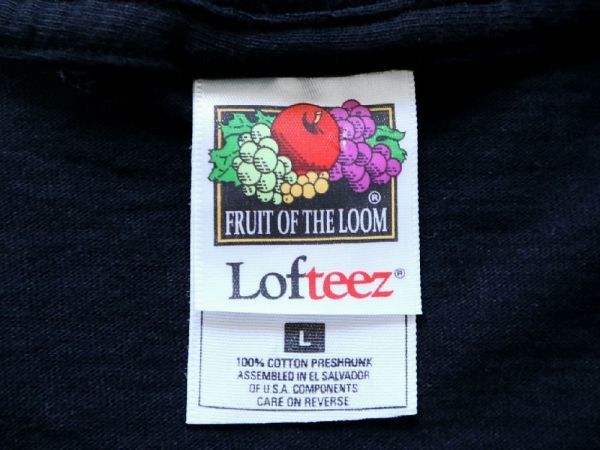 ®
FRUIT OF THE LOOM
Lofteez®
L
100% COTTON PRESHRUNK
ASSEMBLED IN EL SALVADOR
OF U.S.A. COMPONENTS
CARE ON REVERSE